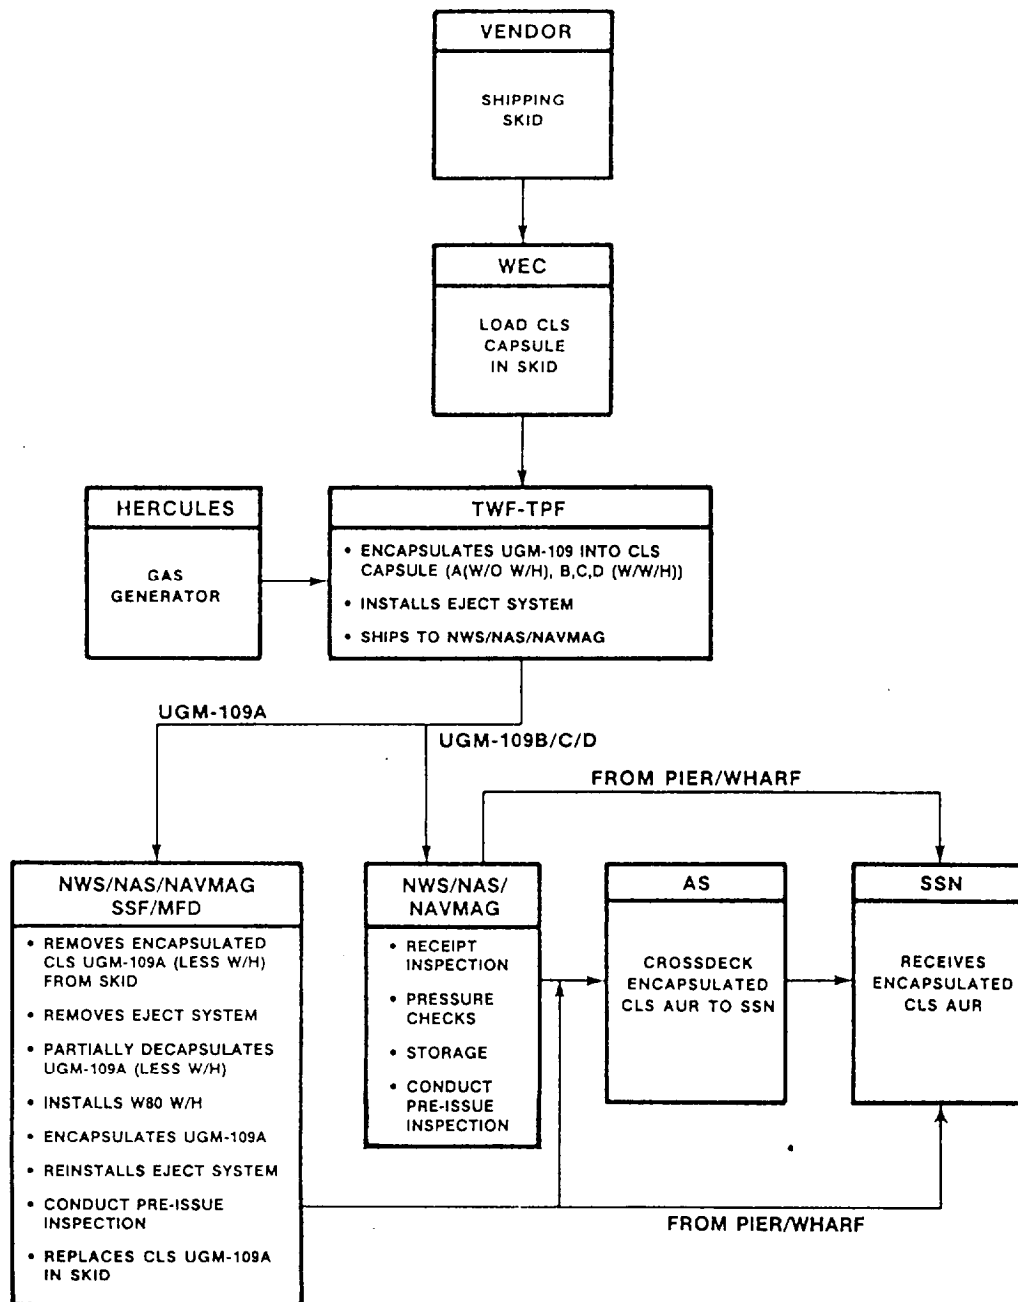 VENDOR
SHIPPING
SKID
WEC
LOAD CLS
CAPSULE
IN SKID
HERCULES
GAS
GENERATOR
TWF-TPF
• ENCAPSULATES UGM-109 INTO CLS
CAPSULE (A(W/O W/H), B,C,D (W/W/H))
• INSTALLS EJECT SYSTEM
• SHIPS TO NWS/NAS/NAVMAG
UGM-109A
UGM-109B/C/D
FROM PIER/WHARF
NWS/NAS/NAVMAG
SSF/MFD
• REMOVES ENCAPSULATED
CLS UGM-109A (LESS W/H)
FROM SKID
• REMOVES EJECT SYSTEM
• PARTIALLY DECAPSULATES
UGM-109A (LESS W/H)
• INSTALLS W80 W/H
• ENCAPSULATES UGM-109A
• REINSTALLS EJECT SYSTEM
• CONDUCT PRE-ISSUE
INSPECTION
• REPLACES CLS UGM-109A
IN SKID
NWS/NAS/
NAVMAG
• RECEIPT
INSPECTION
• PRESSURE
CHECKS
• STORAGE
• CONDUCT
PRE-ISSUE
INSPECTION
AS
CROSSDECK
ENCAPSULATED
CLS AUR TO SSN
SSN
RECEIVES
ENCAPSULATED
CLS AUR
FROM PIER/WHARF